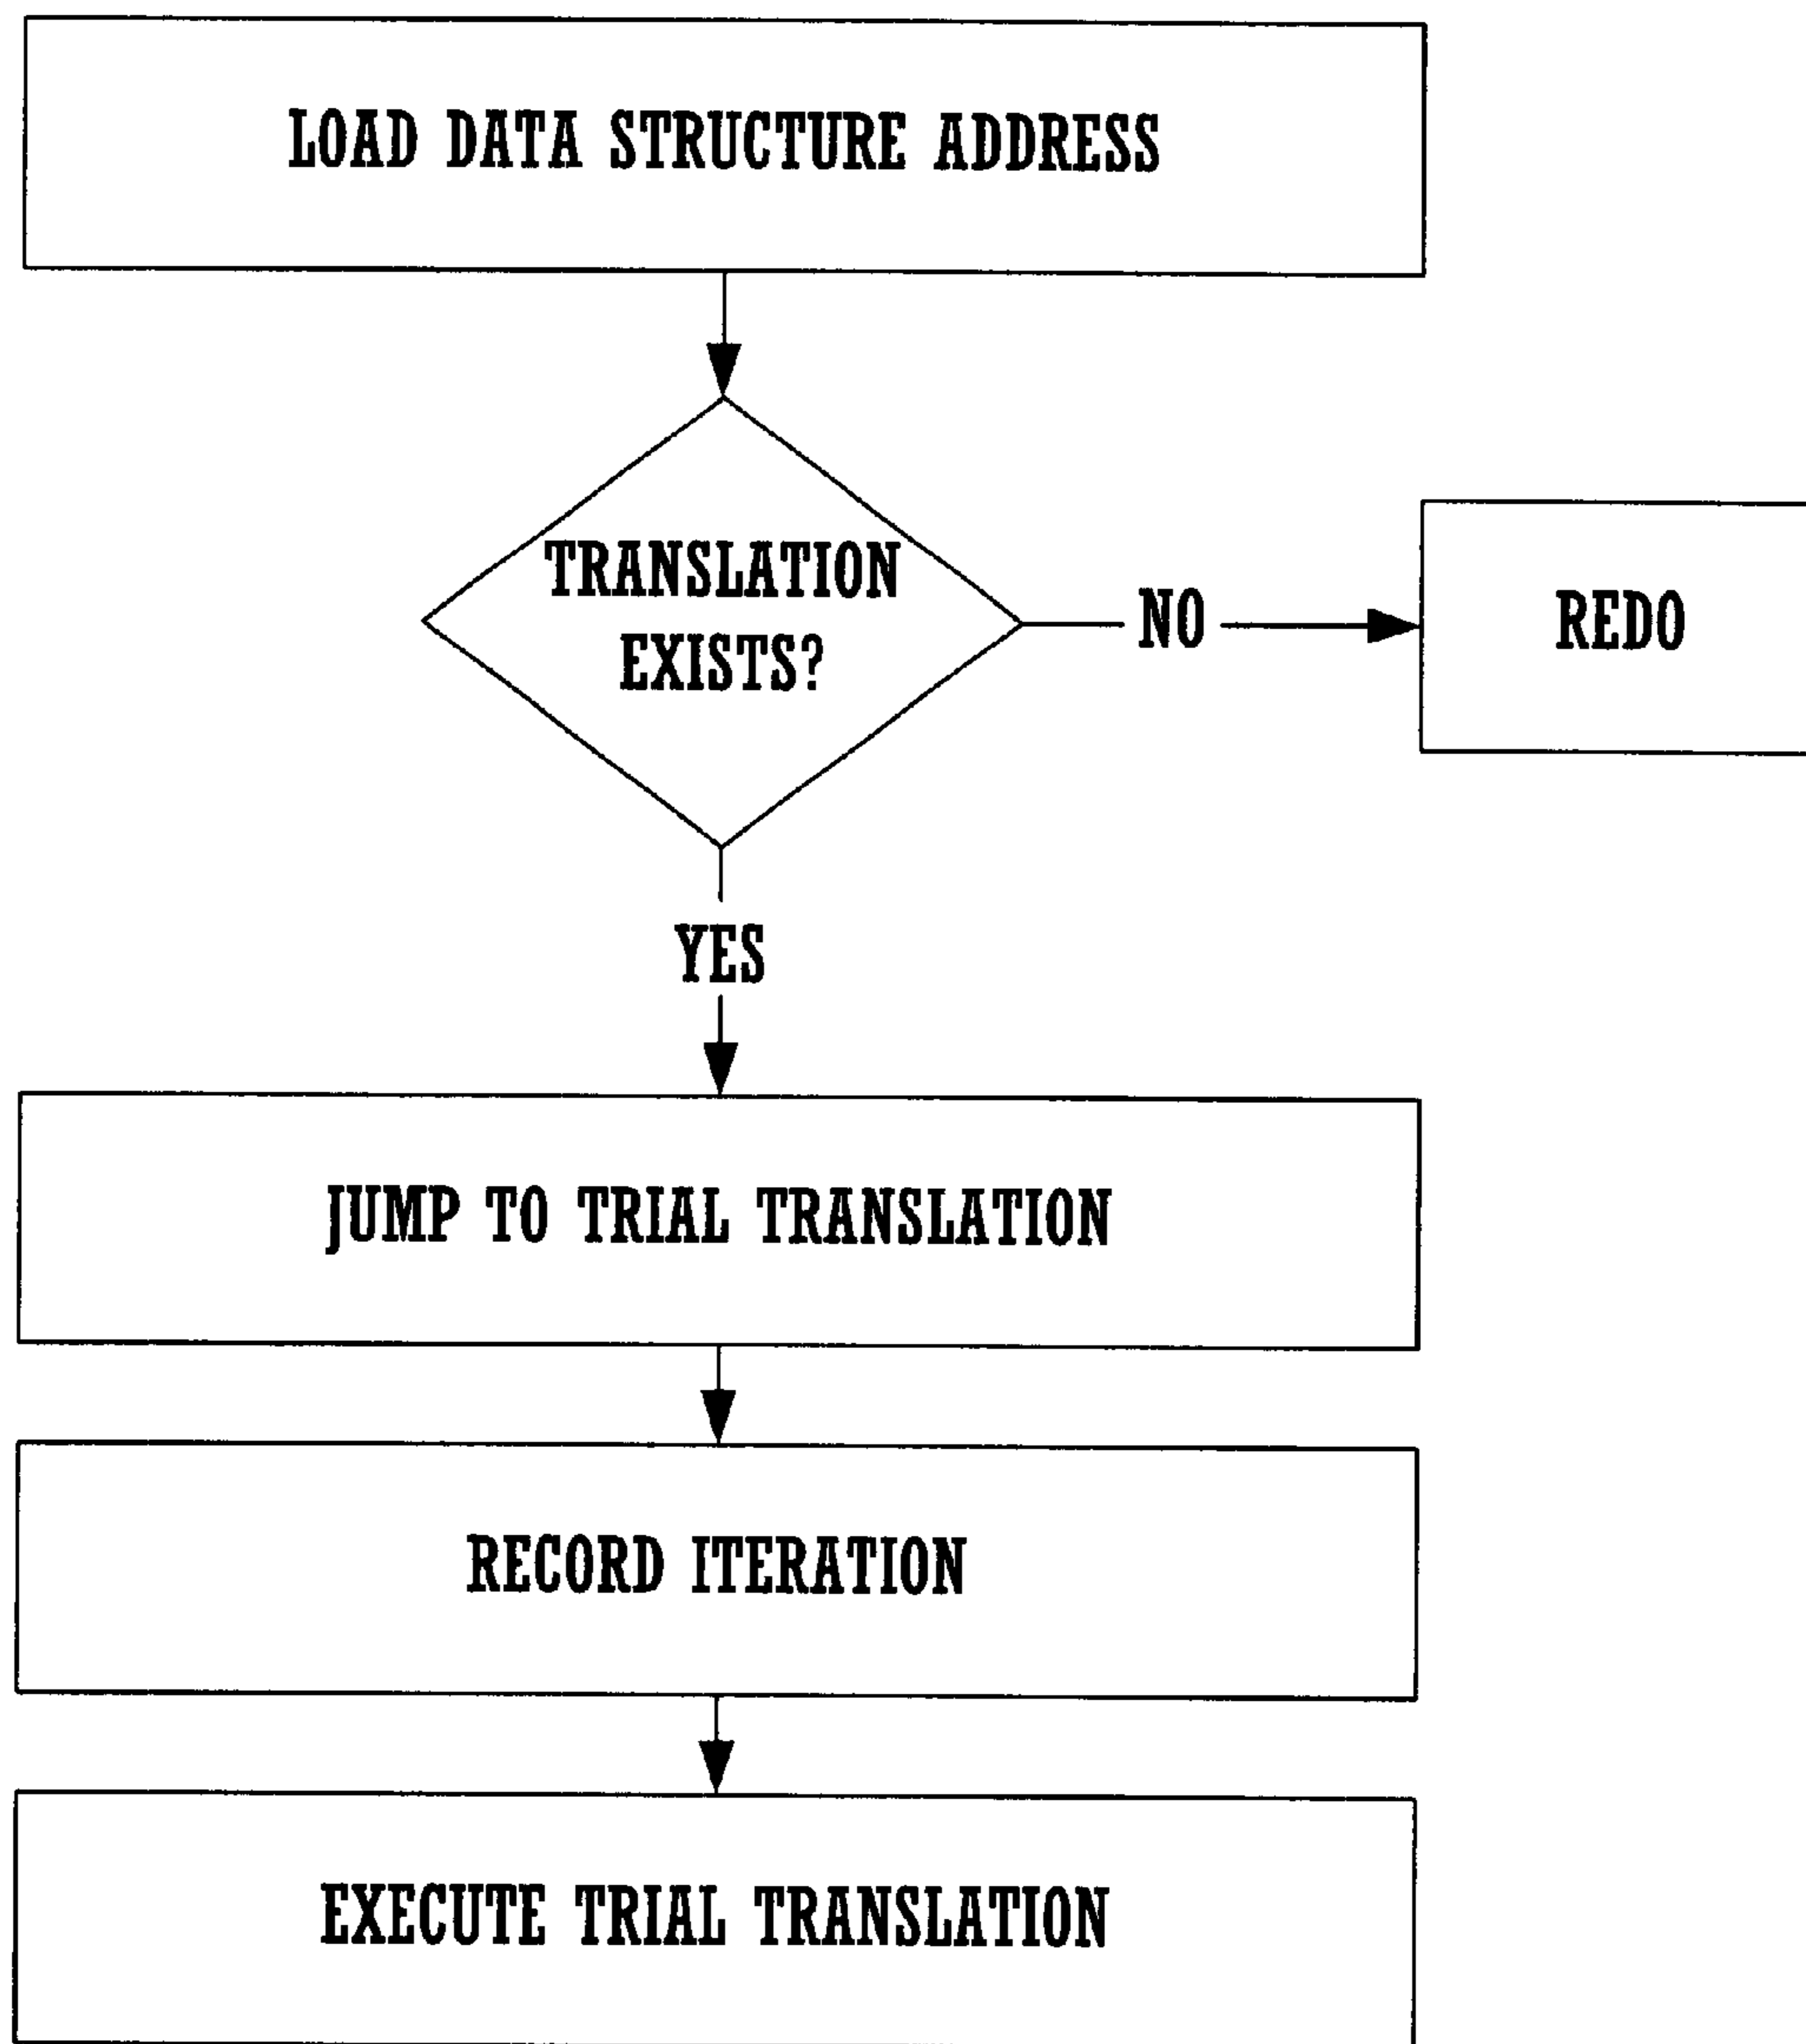 LOAD DATA STRUCTURE ADDRESS
TRANSLATION
EXISTS?
NO
REDO
YES
JUMP TO TRIAL TRANSLATION
RECORD ITERATION
EXECUTE TRIAL TRANSLATION